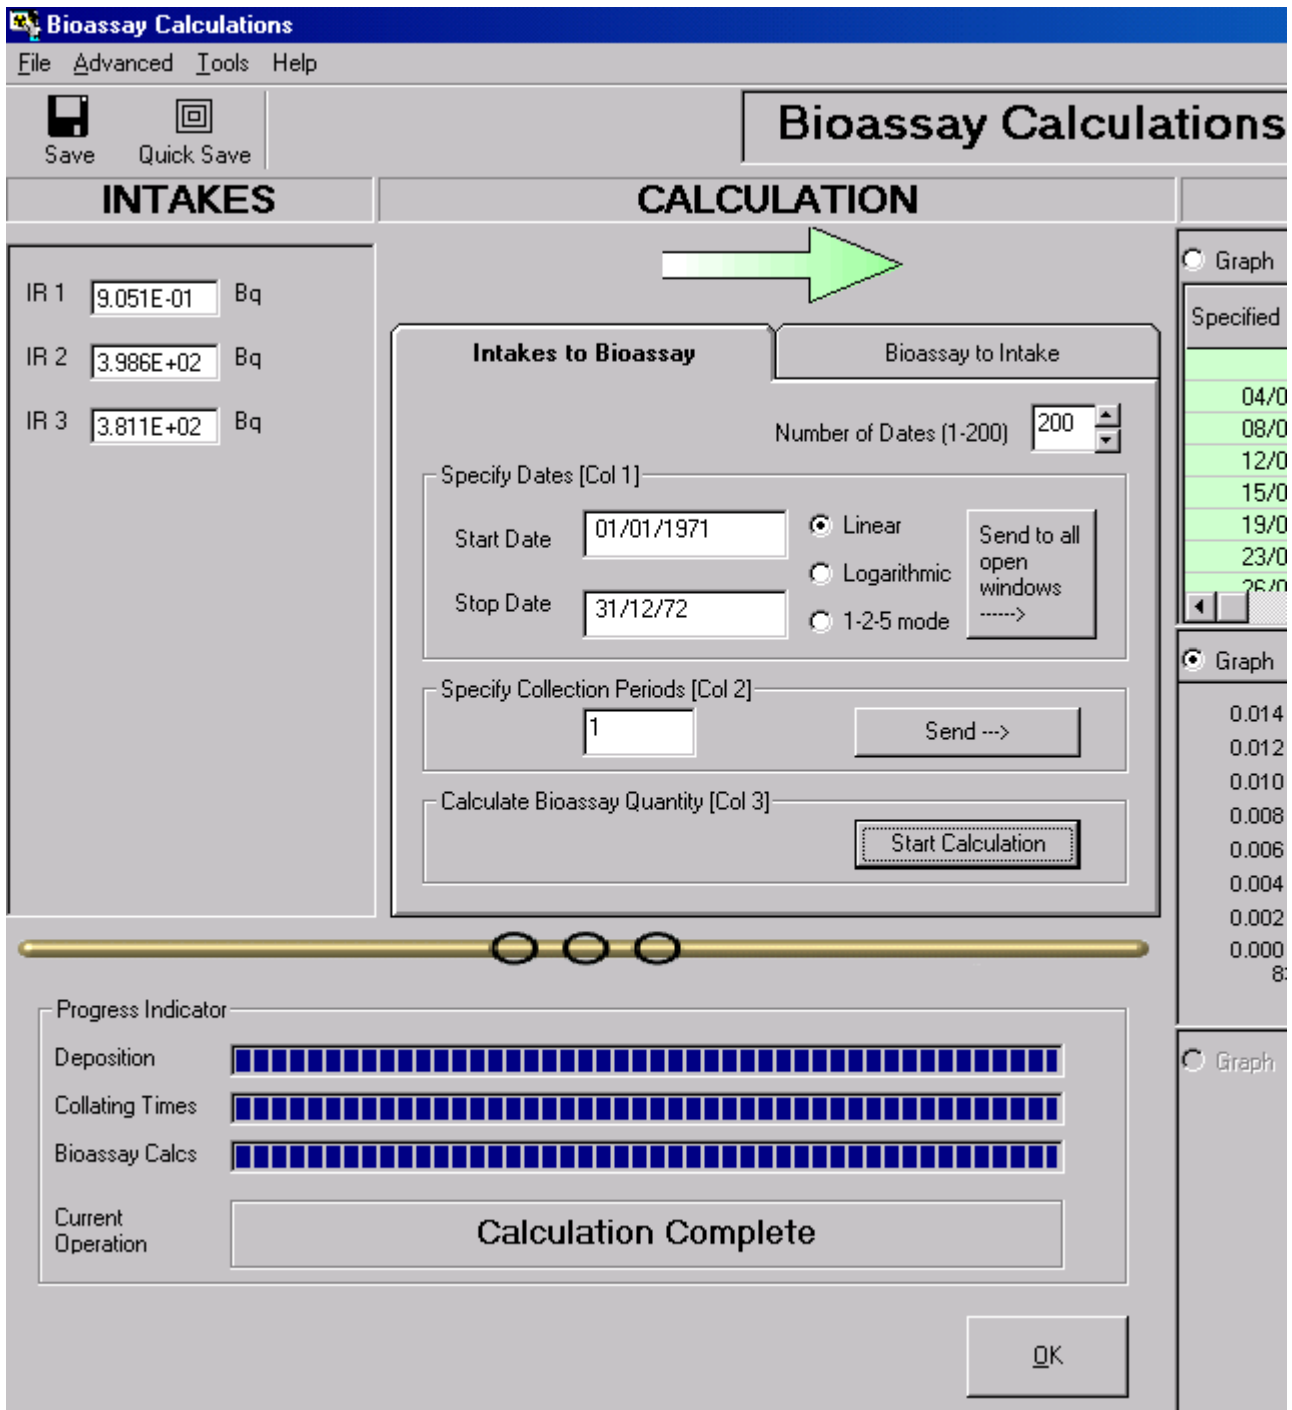 Bioassay Calculations
File Advanced Tools Help
Save Quick Save
Bioassay Calculations
INTAKES
CALCULATION
IR 1 9.051E-01 Bq
IR 2 3.986E+02 Bq
IR 3 3.811E+02 Bq
Intakes to Bioassay
Bioassay to Intake
Number of Dates (1-200) 200
Specify Dates [Col 1]
Start Date 01/01/1971
Stop Date 31/12/72
Linear
Logarithmic
1-2-5 mode
Send to all
open
windows
----->
Specify Collection Periods [Col 2]
1
Send --->
Calculate Bioassay Quantity [Col 3]
Start Calculation
Progress Indicator
Deposition
Collating Times
Bioassay Calcs
Current
Operation
Calculation Complete
OK
Graph
Specified
04/0
08/0
12/0
15/0
19/0
23/0
26/0
Graph
0.014
0.012
0.010
0.008
0.006
0.004
0.002
0.000
Graph